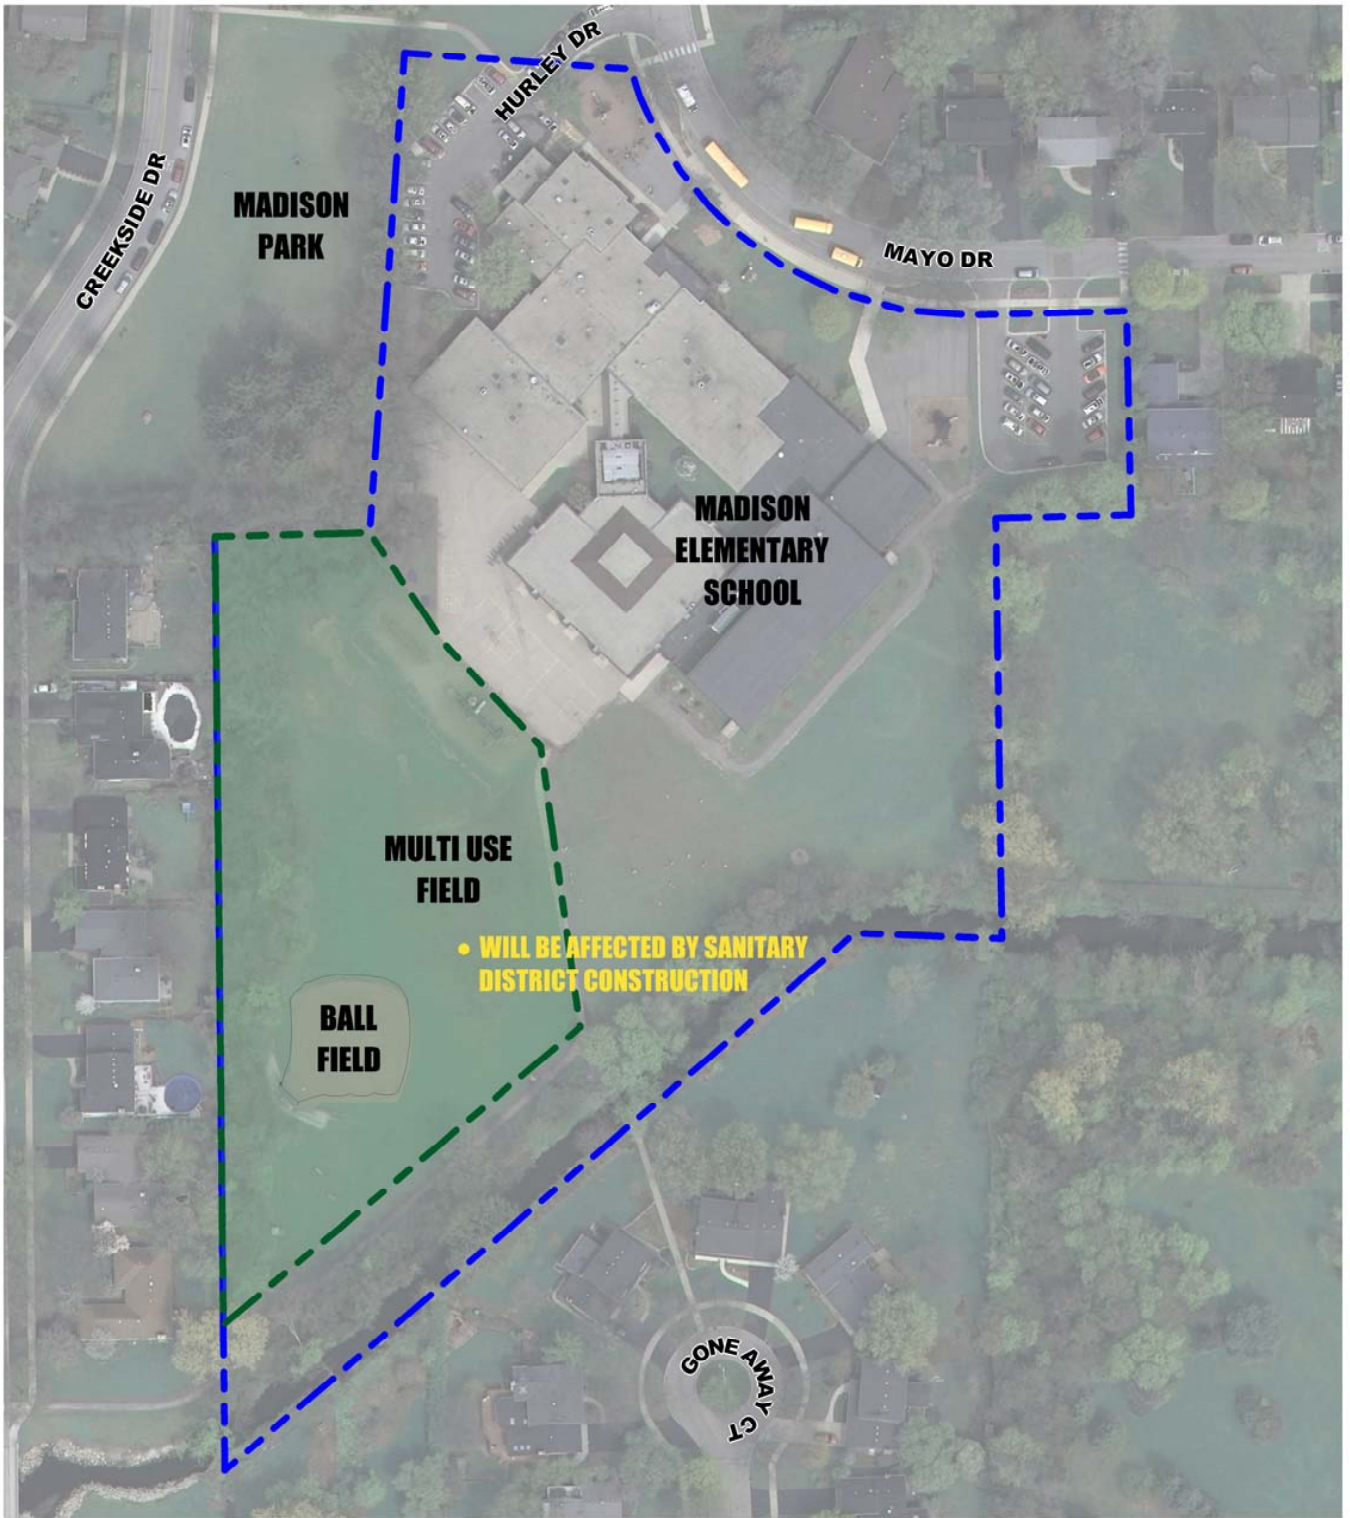 HURLEY DR
CREEKSIDE DR
MADISON
PARK
MAYO DR
MADISON
ELEMENTARY
SCHOOL
MULTI USE
FIELD
• WILL BE AFFECTED BY SANITARY
DISTRICT CONSTRUCTION
BALL
FIELD
GONE AWAY CT